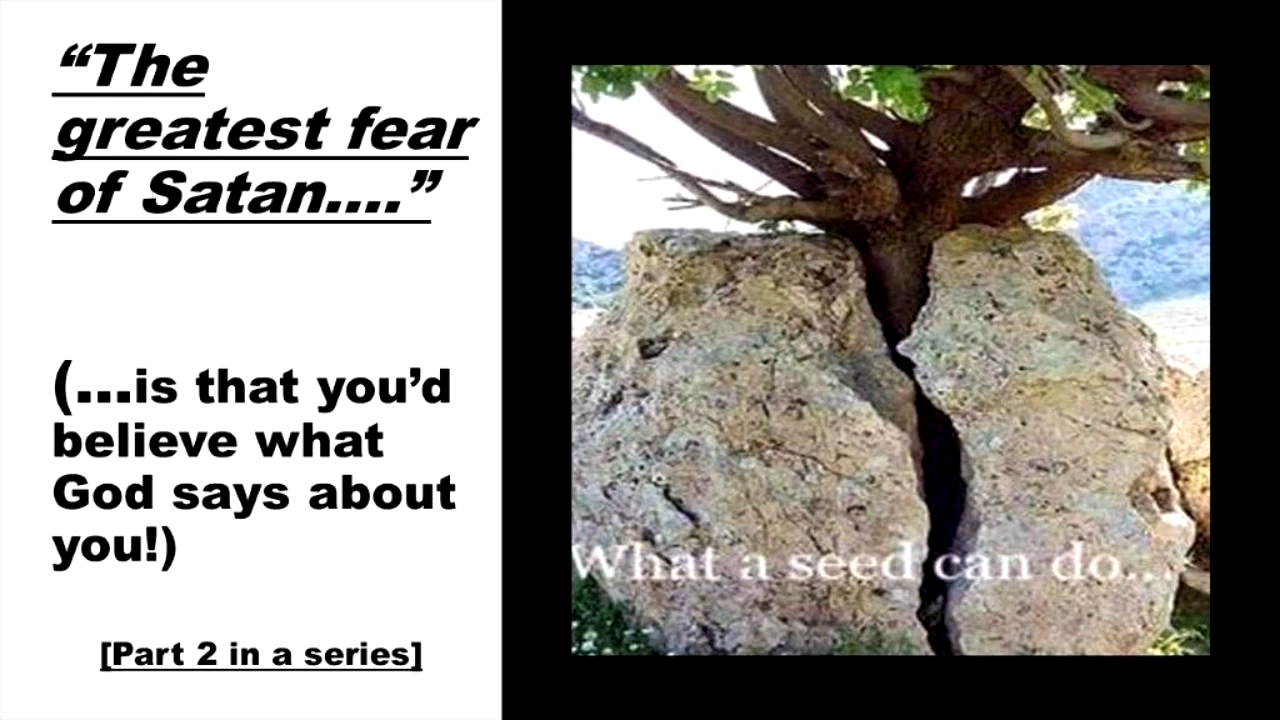 “The
greatest fear
of Satan....”
(...is that you’d
believe what
God says about
you!)
[Part 2 in a series]
What a seed can do...